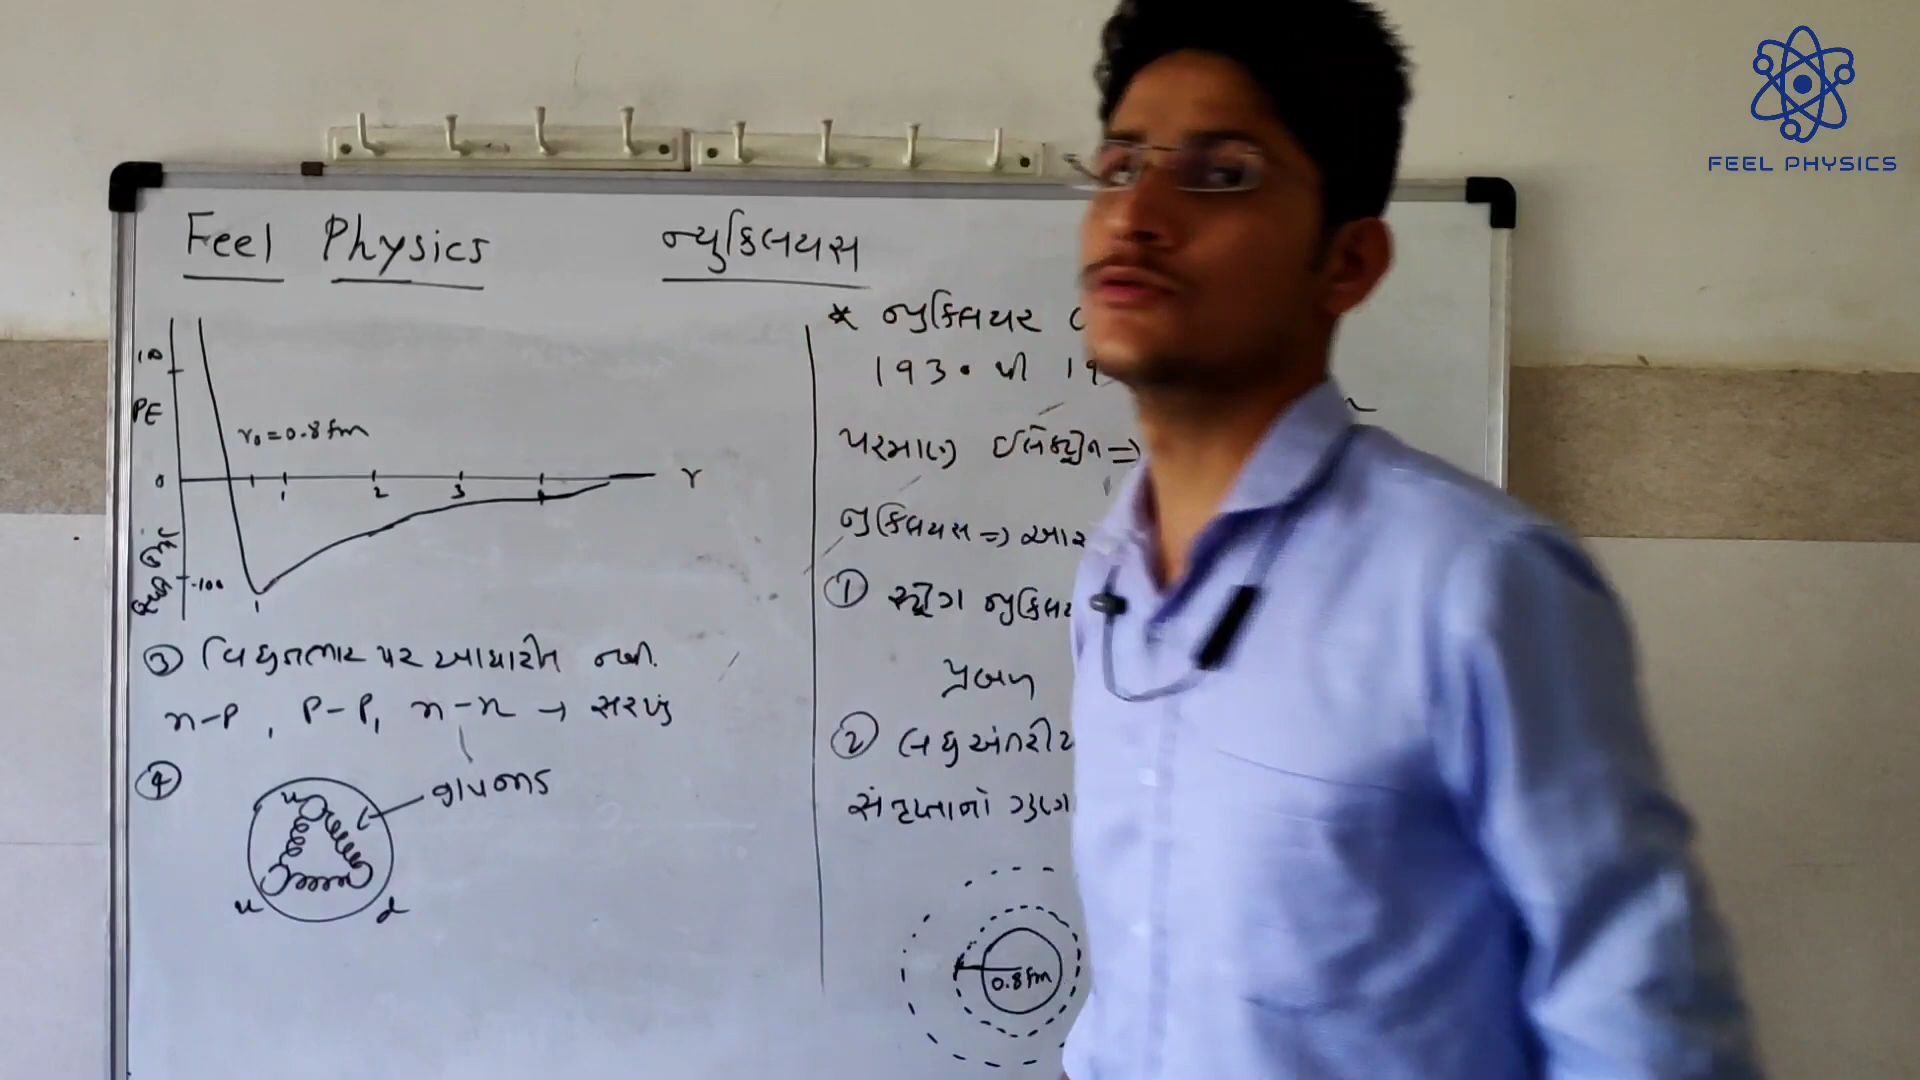 FEEL PHYSICS
Feel Physics
ન્યુક્લિયસ
10
PE
r₀ = 0.8 fm
0
1 2 3 4 r
-100
③ વિદ્યુતભાર પર આધારીત નથી.
n-P, P-P, n-n → સરખું
④
ગ્લુઓન્સ
u
u d
* ન્યુક્લિયર
1930 થી 19
પરમાણુ ઈલેક્ટ્રોન ⇒
ન્યુક્લિયસ ⇒
① સ્ટ્રોંગ ન્યુક્લિય
પ્રબળ
② લઘુઅંતરીય
સંતૃપ્તાનો ગુણ
0.8 fm